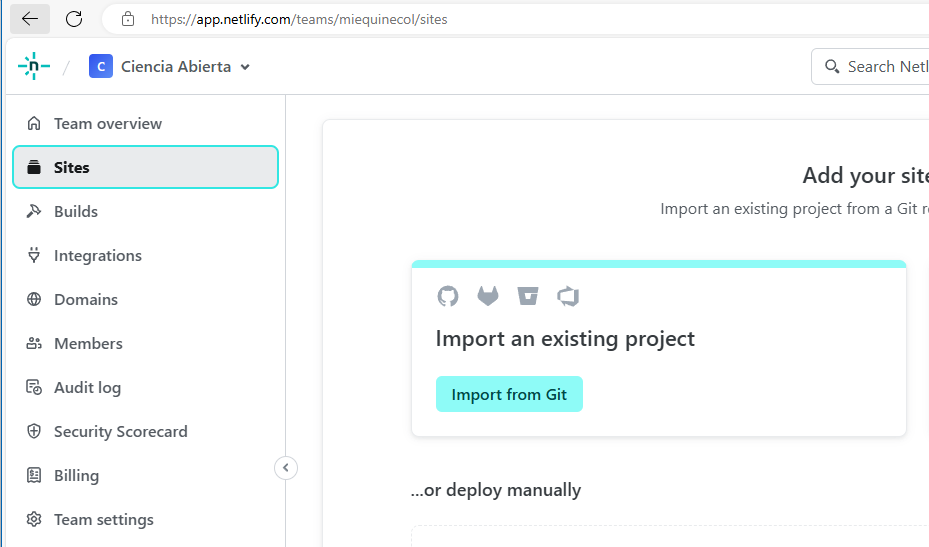 https://app.netlify.com/teams/miequinecol/sites
n / C Ciencia Abierta
Search Netl
Team overview
Sites
Builds
Integrations
Domains
Members
Audit log
Security Scorecard
Billing
Team settings
Add your site
Import an existing project from a Git r
Import an existing project
Import from Git
...or deploy manually